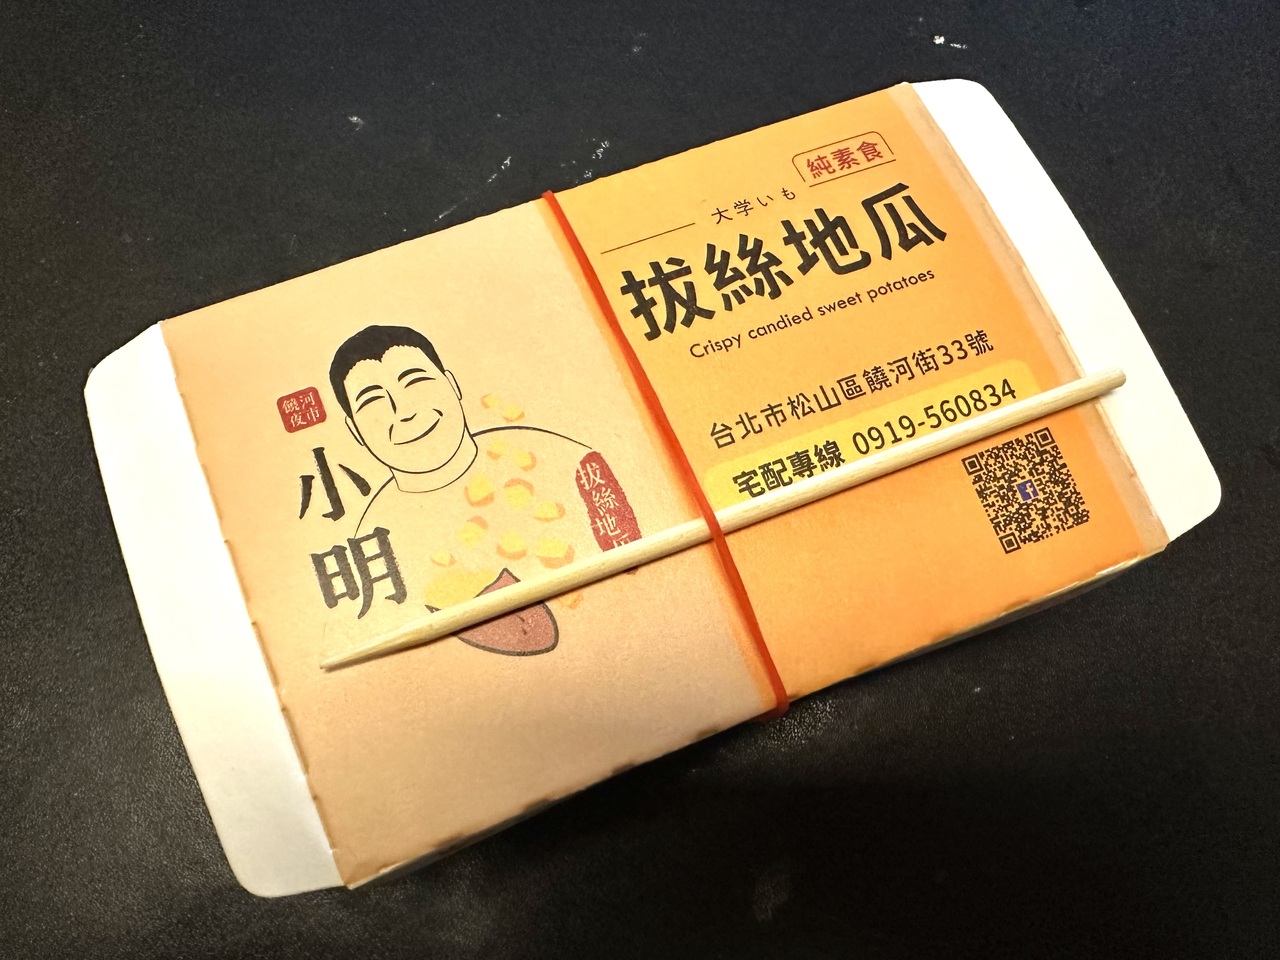 饒河
夜市
小明
拔絲地瓜
純素食
大学いも
拔絲地瓜
Crispy candied sweet potatoes
台北市松山區饒河街33號
宅配專線 0919-560834